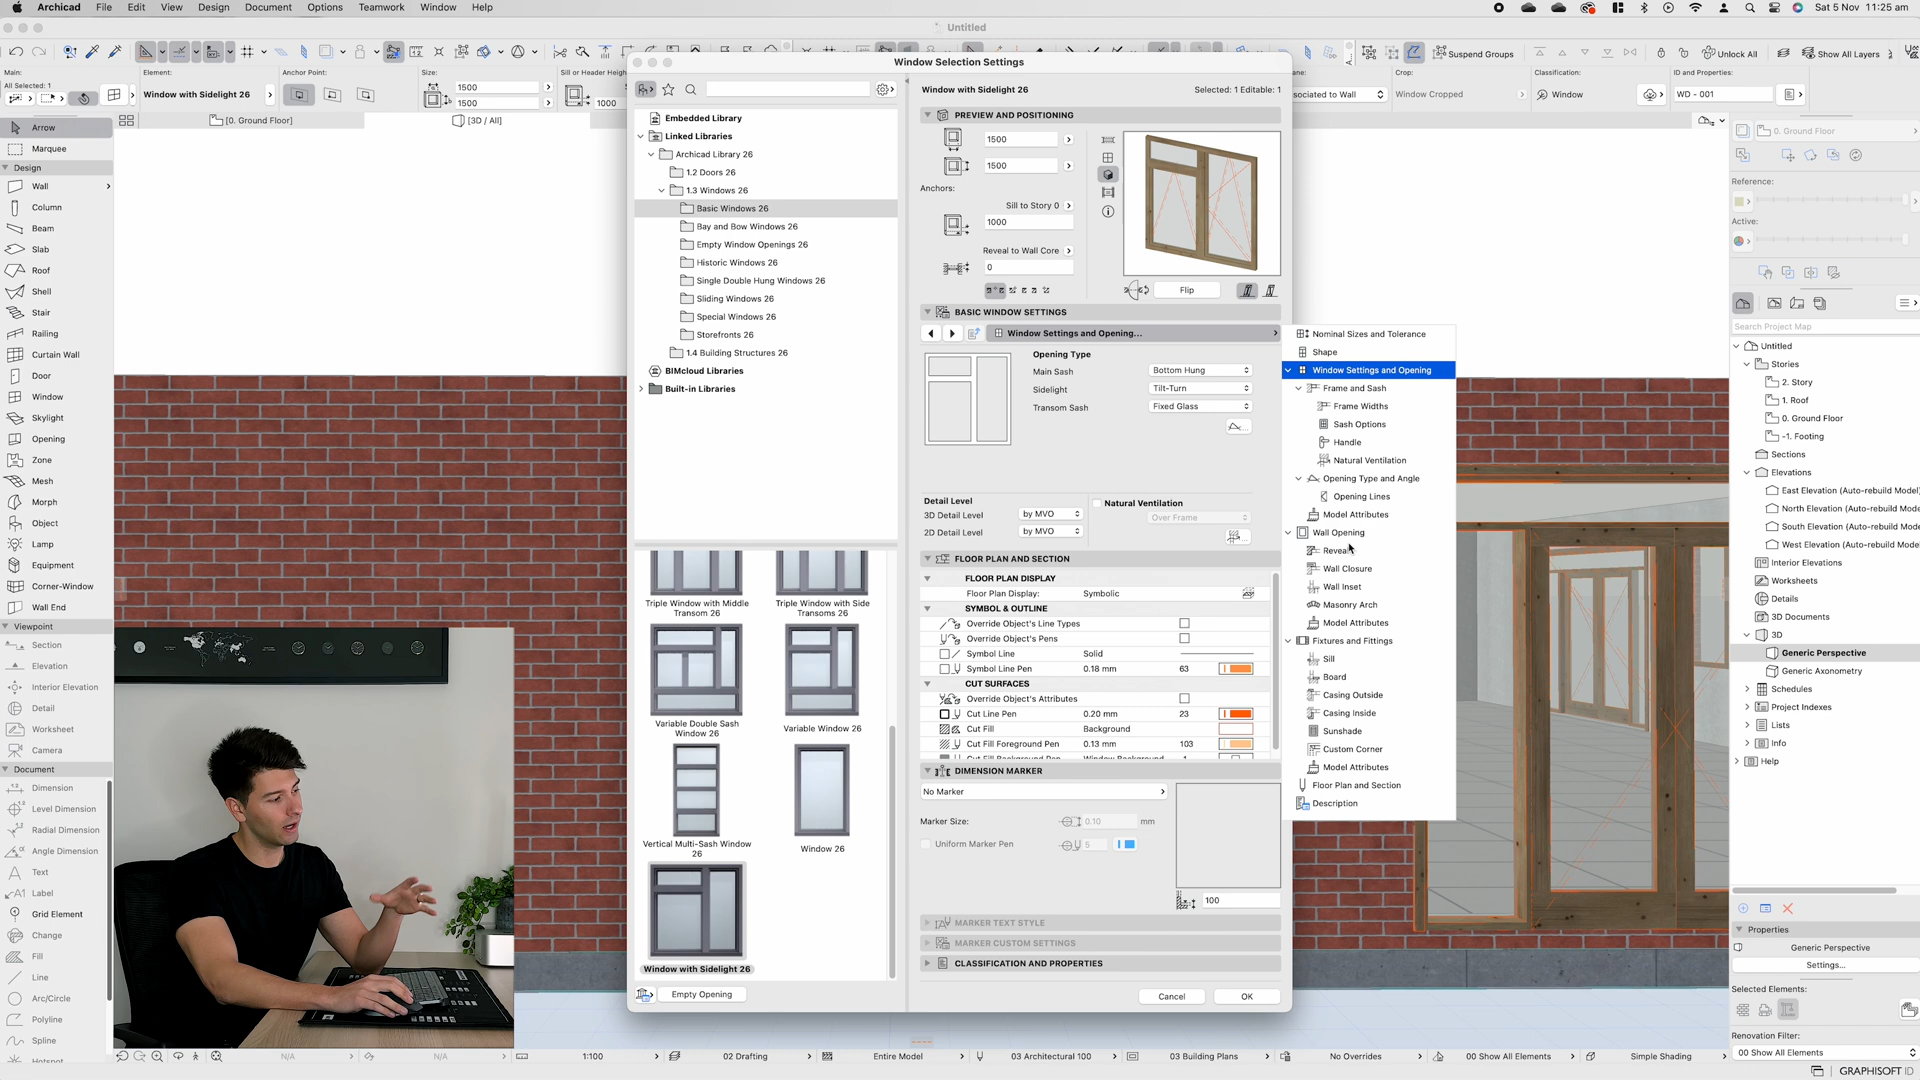 Archicad File Edit View Design Document Options Teamwork Window Help
Sat 5 Nov 11:25 am
Untitled
Suspend Groups
Unlock All
Show All Layers
Window Selection Settings
Main:
All Selected: 1
Element:
Window with Sidelight 26
Anchor Point:
Size:
1500
1500
Sill or Header Heigh
1000
Crop:
Window Cropped
Classification:
Window
ID and Properties:
WD - 001
[0. Ground Floor]
[3D / All]
Arrow
Marquee
Design
Wall
Column
Beam
Slab
Roof
Shell
Stair
Railing
Curtain Wall
Door
Window
Skylight
Opening
Zone
Mesh
Morph
Object
Lamp
Equipment
Corner-Window
Wall End
Viewpoint
Section
Elevation
Interior Elevation
Detail
Worksheet
Camera
Document
Dimension
Level Dimension
Radial Dimension
Angle Dimension
Text
Label
Grid Element
Change
Fill
Line
Arc/Circle
Polyline
Spline
Hotspot
Embedded Library
Linked Libraries
Archicad Library 26
1.2 Doors 26
1.3 Windows 26
Basic Windows 26
Bay and Bow Windows 26
Empty Window Openings 26
Historic Windows 26
Single Double Hung Windows 26
Sliding Windows 26
Special Windows 26
Storefronts 26
1.4 Building Structures 26
BIMcloud Libraries
Built-in Libraries
Triple Window with Middle
Transom 26
Triple Window with Side
Transoms 26
Variable Double Sash
Window 26
Variable Window 26
Vertical Multi-Sash Window
26
Window 26
Window with Sidelight 26
Empty Opening
Window with Sidelight 26
Selected: 1 Editable: 1
PREVIEW AND POSITIONING
1500
1500
Anchors:
Sill to Story 0
1000
Reveal to Wall Core
0
Flip
BASIC WINDOW SETTINGS
Window Settings and Opening...
Opening Type
Main Sash Bottom Hung
Sidelight Tilt-Turn
Transom Sash Fixed Glass
Detail Level
3D Detail Level by MVO
2D Detail Level by MVO
Natural Ventilation
Over Frame
FLOOR PLAN AND SECTION
FLOOR PLAN DISPLAY
Floor Plan Display: Symbolic
SYMBOL & OUTLINE
Override Object's Line Types
Override Object's Pens
Symbol Line Solid
Symbol Line Pen 0.18 mm 63
CUT SURFACES
Override Object's Attributes
Cut Line Pen 0.20 mm 23
Cut Fill Background
Cut Fill Foreground Pen 0.13 mm 103
Cut Fill Background Pen Window Background
DIMENSION MARKER
No Marker
Marker Size: 0.10 mm
Uniform Marker Pen 5
100
MARKER TEXT STYLE
MARKER CUSTOM SETTINGS
CLASSIFICATION AND PROPERTIES
Cancel OK
Nominal Sizes and Tolerance
Shape
Window Settings and Opening
Frame and Sash
Frame Widths
Sash Options
Handle
Natural Ventilation
Opening Type and Angle
Opening Lines
Model Attributes
Wall Opening
Reveal
Wall Closure
Wall Inset
Masonry Arch
Model Attributes
Fixtures and Fittings
Sill
Board
Casing Outside
Casing Inside
Sunshade
Custom Corner
Model Attributes
Floor Plan and Section
Description
0. Ground Floor
Reference:
Active:
Search Project Map
Untitled
Stories
2. Story
1. Roof
0. Ground Floor
-1. Footing
Sections
Elevations
East Elevation (Auto-rebuild Model)
North Elevation (Auto-rebuild Mode
South Elevation (Auto-rebuild Mode
West Elevation (Auto-rebuild Mode
Interior Elevations
Worksheets
Details
3D Documents
3D
Generic Perspective
Generic Axonometry
Schedules
Project Indexes
Lists
Info
Help
Properties
Generic Perspective
Settings...
Selected Elements:
Renovation Filter:
00 Show All Elements
N/A N/A 1:100 02 Drafting Entire Model 03 Architectural 100 03 Building Plans No Overrides 00 Show All Elements Simple Shading
GRAPHISOFT ID